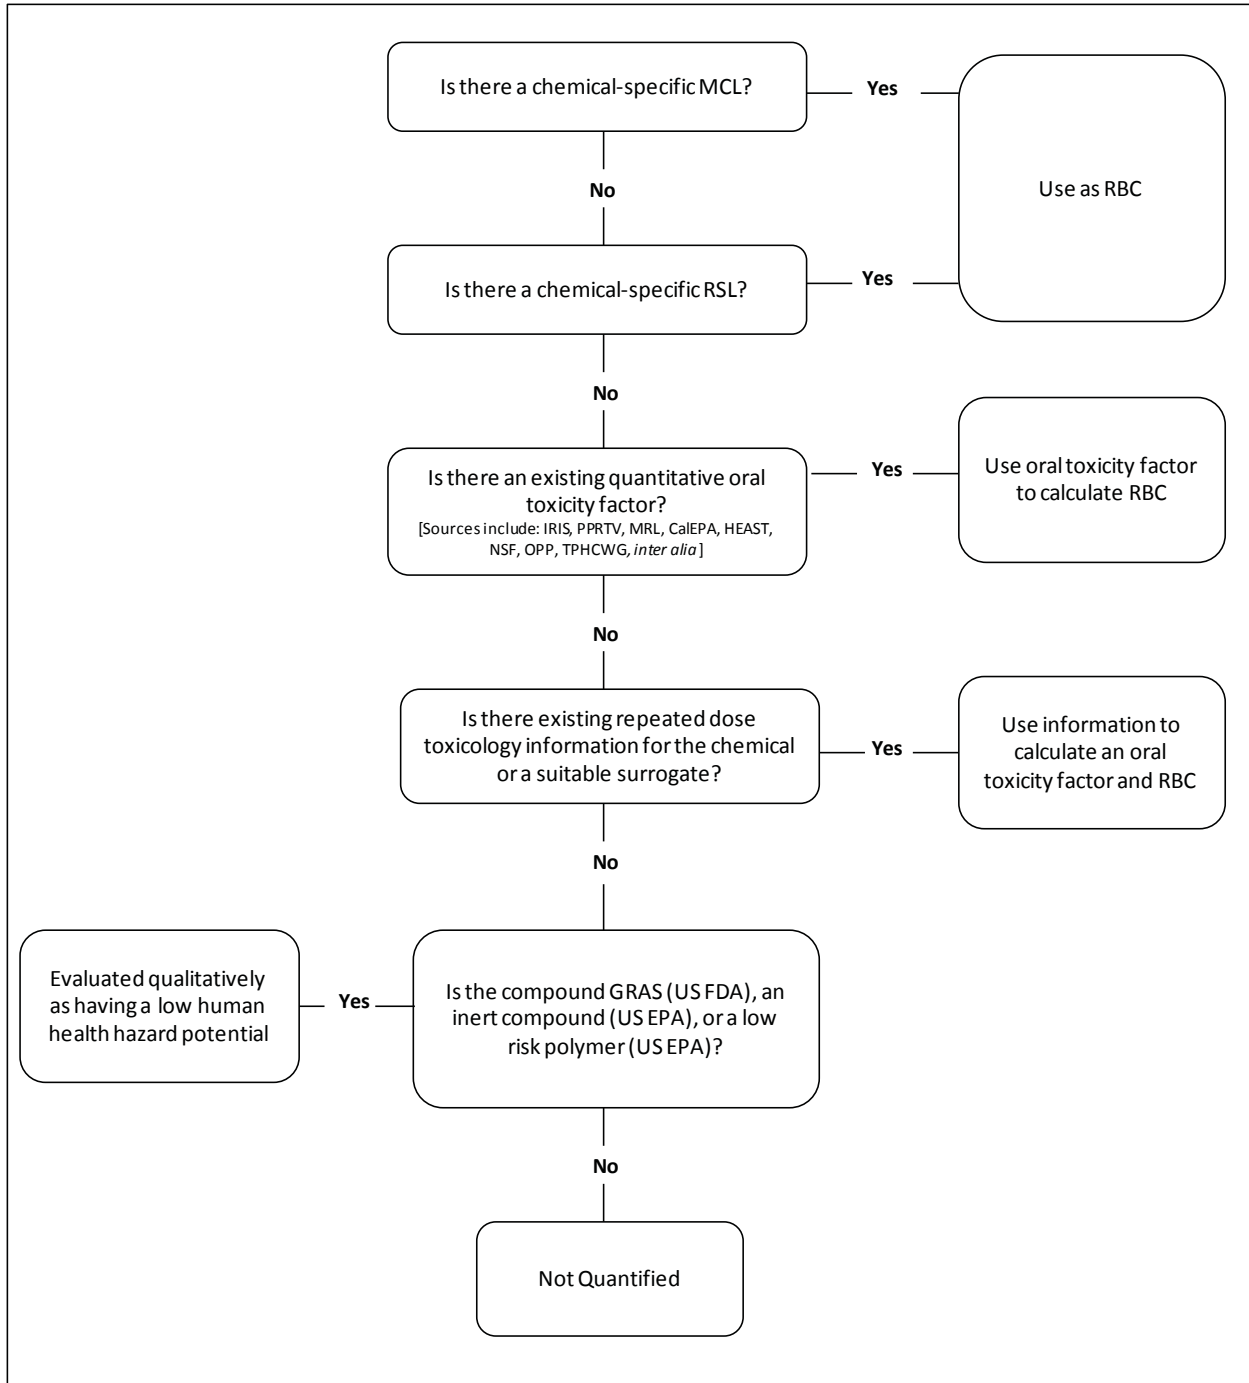 Is there a chemical-specific MCL?
Yes
Use as RBC
No
Is there a chemical-specific RSL?
Yes
No
Is there an existing quantitative oral
toxicity factor?
[Sources include: IRIS, PPRTV, MRL, CalEPA, HEAST,
NSF, OPP, TPHCWG, inter alia]
Yes
Use oral toxicity factor
to calculate RBC
No
Is there existing repeated dose
toxicology information for the chemical
or a suitable surrogate?
Yes
Use information to
calculate an oral
toxicity factor and RBC
No
Is the compound GRAS (US FDA), an
inert compound (US EPA), or a low
risk polymer (US EPA)?
Yes
Evaluated qualitatively
as having a low human
health hazard potential
No
Not Quantified